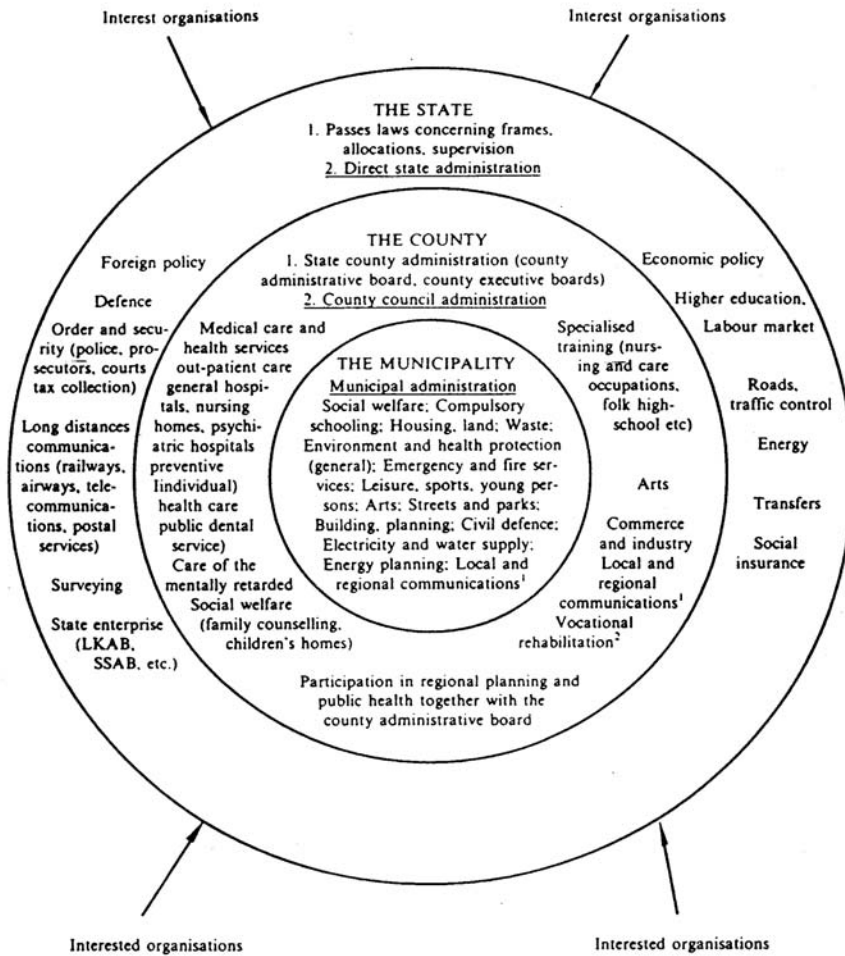 Interest organisations
Interest organisations
THE STATE
1. Passes laws concerning frames,
allocations, supervision
2. Direct state administration
THE COUNTY
1. State county administration (county
administrative board, county executive boards)
2. County council administration
Foreign policy
Defence
Order and secu-
rity (police, pro-
secutors, courts
tax collection)
Long distances
communica-
tions (railways,
airways, tele-
communica-
tions, postal
services)
Surveying
State enterprise
(LKAB,
SSAB, etc.)
Medical care and
health services
out-patient care
general hospi-
tals, nursing
homes, psychi-
atric hospitals
preventive
Iindividual)
health care
public dental
service)
Care of the
mentally retarded
Social welfare
(family counselling,
children's homes)
THE MUNICIPALITY
Municipal administration
Social welfare; Compulsory
schooling; Housing, land; Waste;
Environment and health protection
(general); Emergency and fire ser-
vices; Leisure, sports, young per-
sons; Arts; Streets and parks;
Building, planning; Civil defence;
Electricity and water supply;
Energy planning; Local and
regional communications¹
Specialised
training (nurs-
ing and care
occupations,
folk high-
school etc)
Arts
Commerce
and industry
Local and
regional
communications¹
Vocational
rehabilitation²
Economic policy
Higher education,
Labour market
Roads,
traffic control
Energy
Transfers
Social
insurance
Participation in regional planning and
public health together with the
county administrative board
Interested organisations
Interested organisations